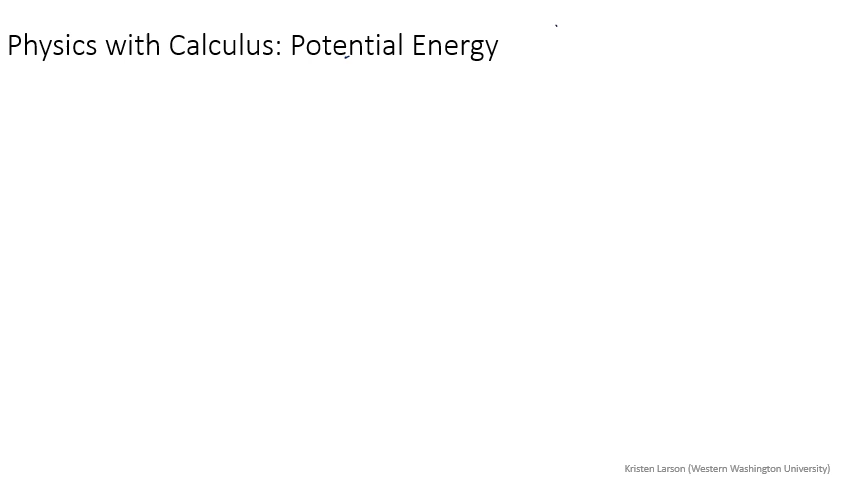 Physics with Calculus: Potential Energy
Kristen Larson (Western Washington University)